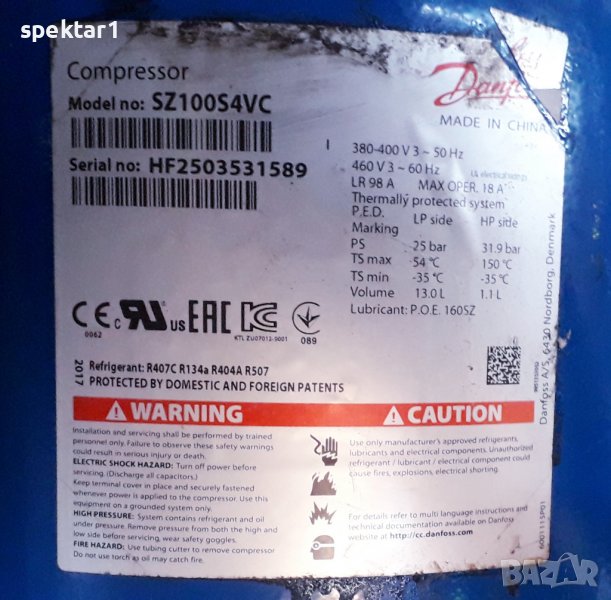 spektar1
Compressor
Model no: SZ100S4VC
Danfoss
MADE IN CHINA
Serial no: HF2503531589
I 380-400 V 3 ~ 50 Hz
460 V 3 ~ 60 Hz
LR 98 A MAX OPER. 18 A
Thermally protected system
P.E.D. LP side HP side
Marking
PS 25 bar 31.9 bar
TS max -54 °C 150 °C
TS min -35 °C -35 °C
Volume 13.0 L 1.1 L
Lubricant: P.O.E. 160SZ
CE c RU us EAC KC
0062 KTL ZU07012-9001 089
2017
Refrigerant: R407C R134a R404A R507
PROTECTED BY DOMESTIC AND FOREIGN PATENTS
Danfoss A/S, 6430 Nordborg, Denmark
WARNING
Installation and servicing shall be performed by trained
personnel only. Failure to observe these safety warnings
could result in serious injury or death.
ELECTRIC SHOCK HAZARD: Turn off power before
servicing. (Discharge all capacitors.)
Keep terminal cover in place and securely fastened
whenever power is applied to the compressor. Use this
equipment on a grounded system only.
HIGH PRESSURE: System contains refrigerant and oil
under pressure. Remove pressure from both the high and
low side before servicing, wear safety goggles.
FIRE HAZARD: Use tubing cutter to remove compressor
Do not use torch as oil may catch fire.
CAUTION
Use only manufacturer's approved refrigerants,
lubricants and electrical components. Unauthorized
refrigerant / lubricant / electrical component could
cause fires, explosions, electrical shorting.
For details refer to multi language instructions and
technical documentation available on Danfoss
website at http://cc.danfoss.com
6001115P01
BAZAR